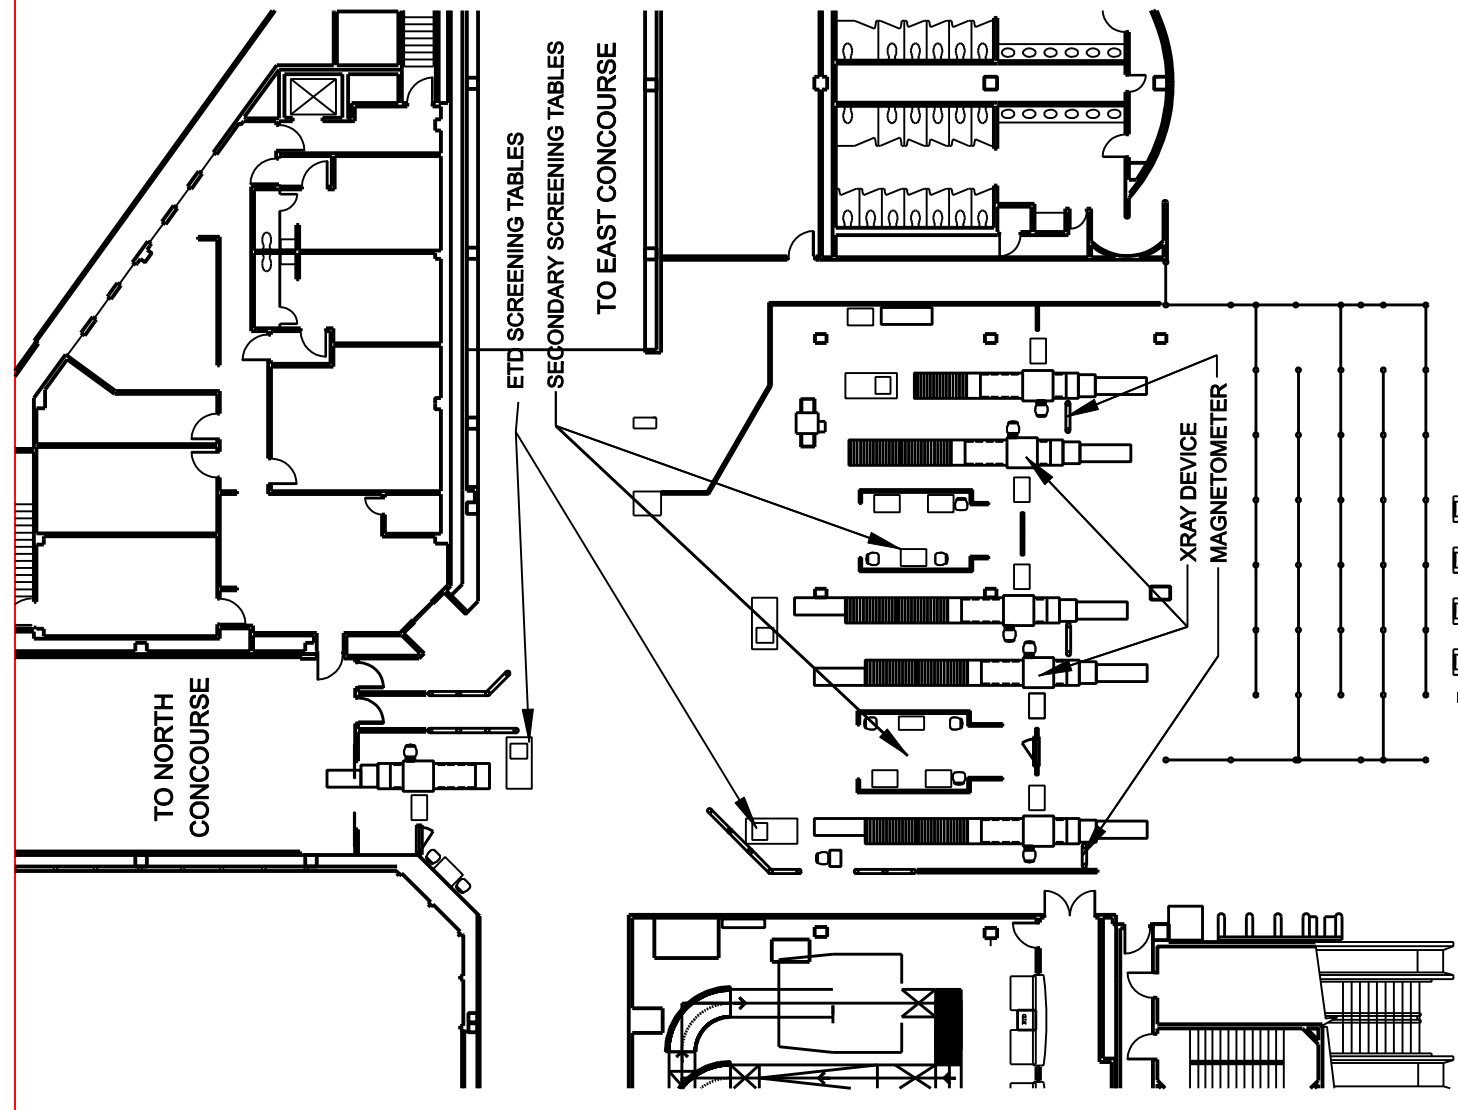 ETD SCREENING TABLES
SECONDARY SCREENING TABLES
TO EAST CONCOURSE
XRAY DEVICE
MAGNETOMETER
TO NORTH
CONCOURSE